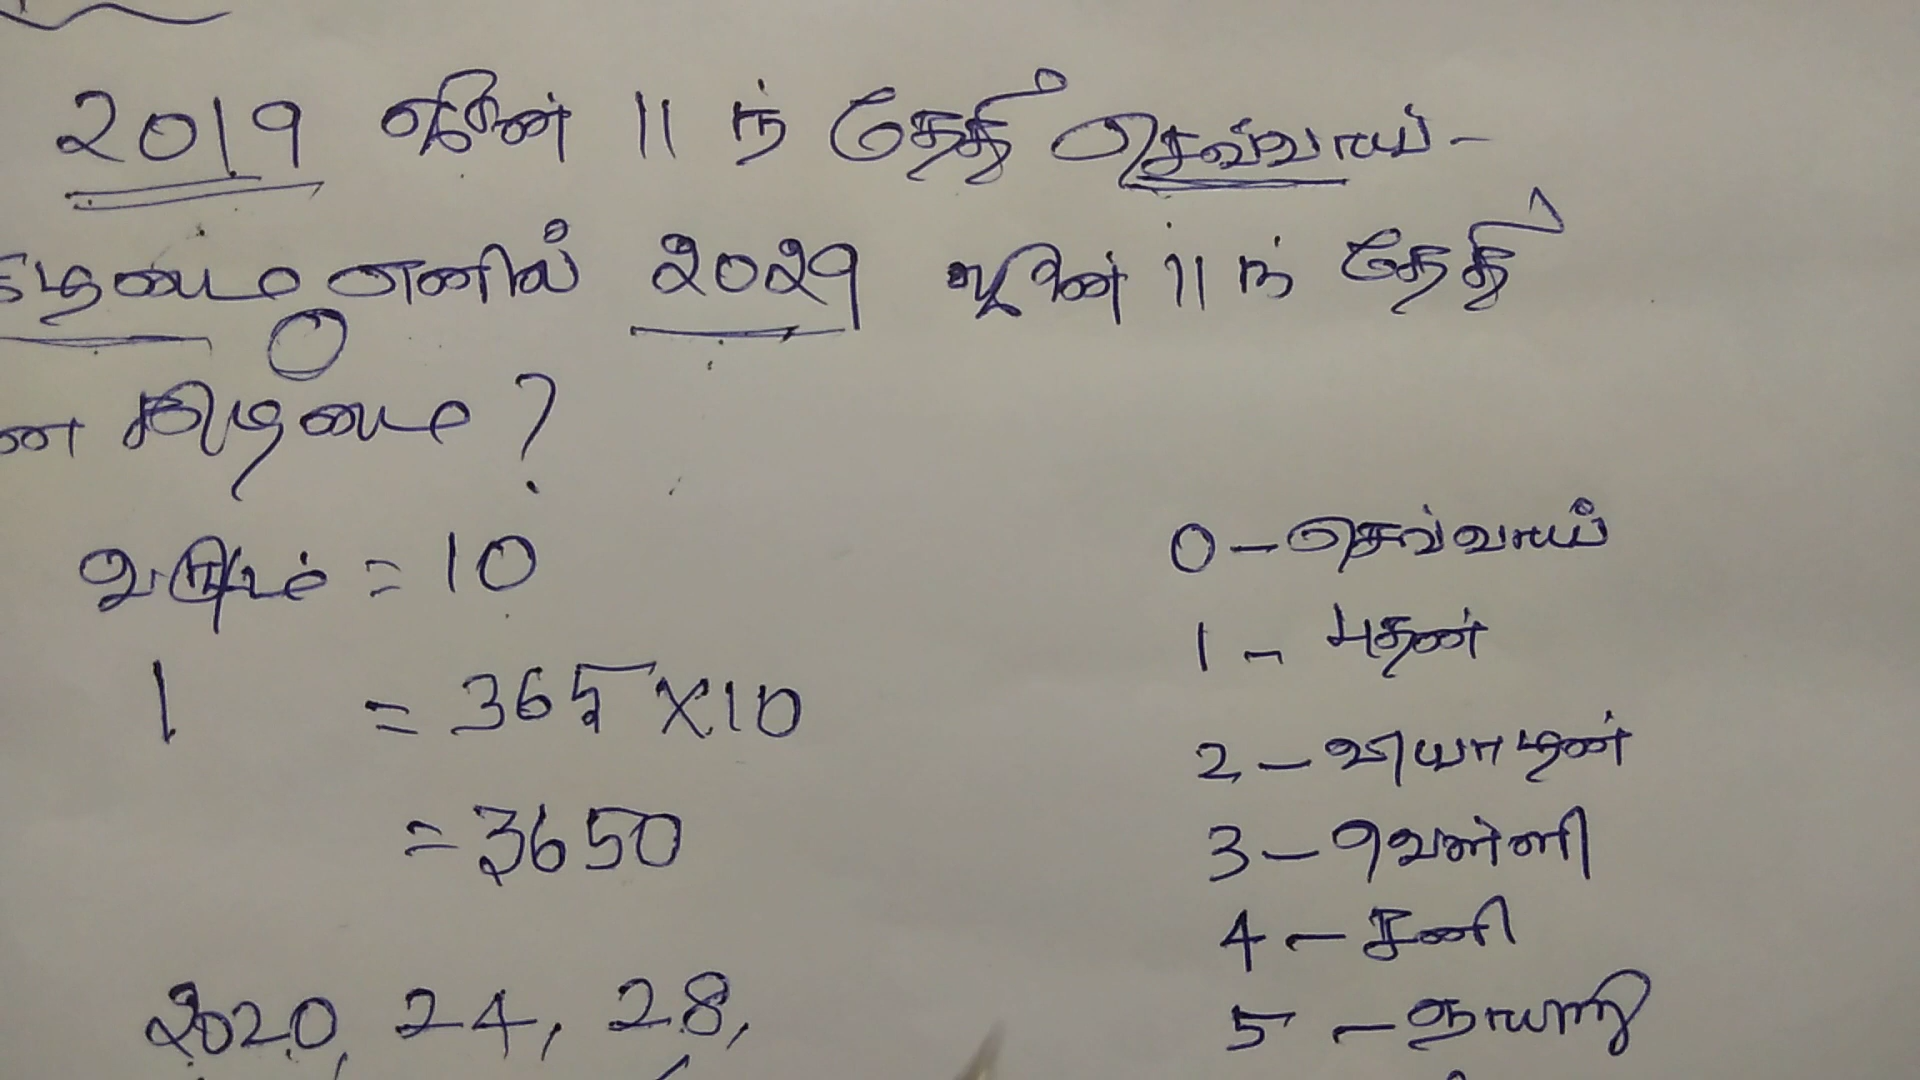 2019 ஜின் 11 ந் தேதி செவ்வாய்-
கிழமை எனில் 2029 ஜூன் 11 ந் தேதி
ன கிழமை ?
வருடம் = 10
1 = 365 × 10
= 3650
2020, 24, 28,
0 - செவ்வாய்
1 - புதன்
2 - வியாழன்
3 - வெள்ளி
4 - சனி
5 - ஞாயிறு